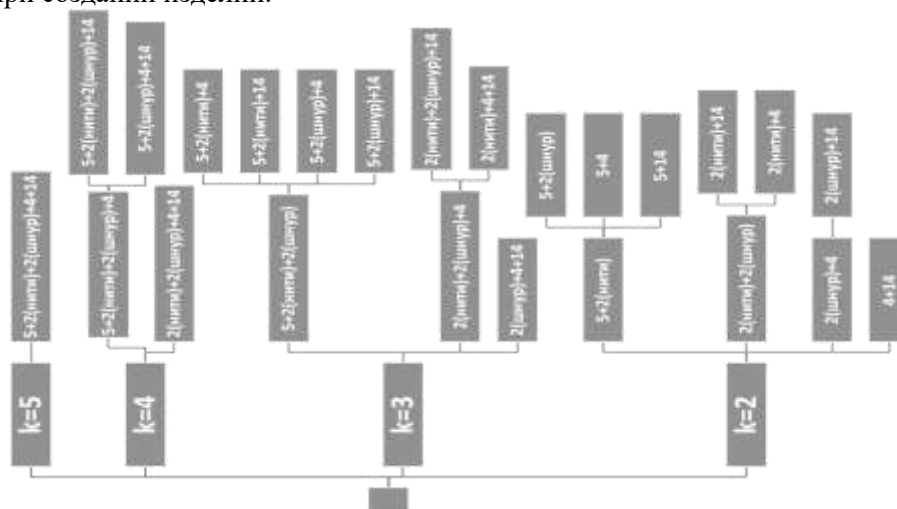 при создании изделий.
k=5
5+2(нити)+2(шнур)+4+14
k=4
5+2(нити)+2(шнур)+4
5+2(нити)+2(шнур)+14
5+2(шнур)+4+14
2(нити)+2(шнур)+4+14
k=3
5+2(нити)+2(шнур)
5+2(нити)+4
5+2(нити)+14
5+2(шнур)+4
5+2(шнур)+14
2(нити)+2(шнур)+4
2(нити)+2(шнур)+14
2(нити)+4+14
2(шнур)+4+14
k=2
5+2(нити)
5+2(шнур)
5+4
5+14
2(нити)+2(шнур)
2(нити)+14
2(нити)+4
2(шнур)+4
2(шнур)+14
4+14